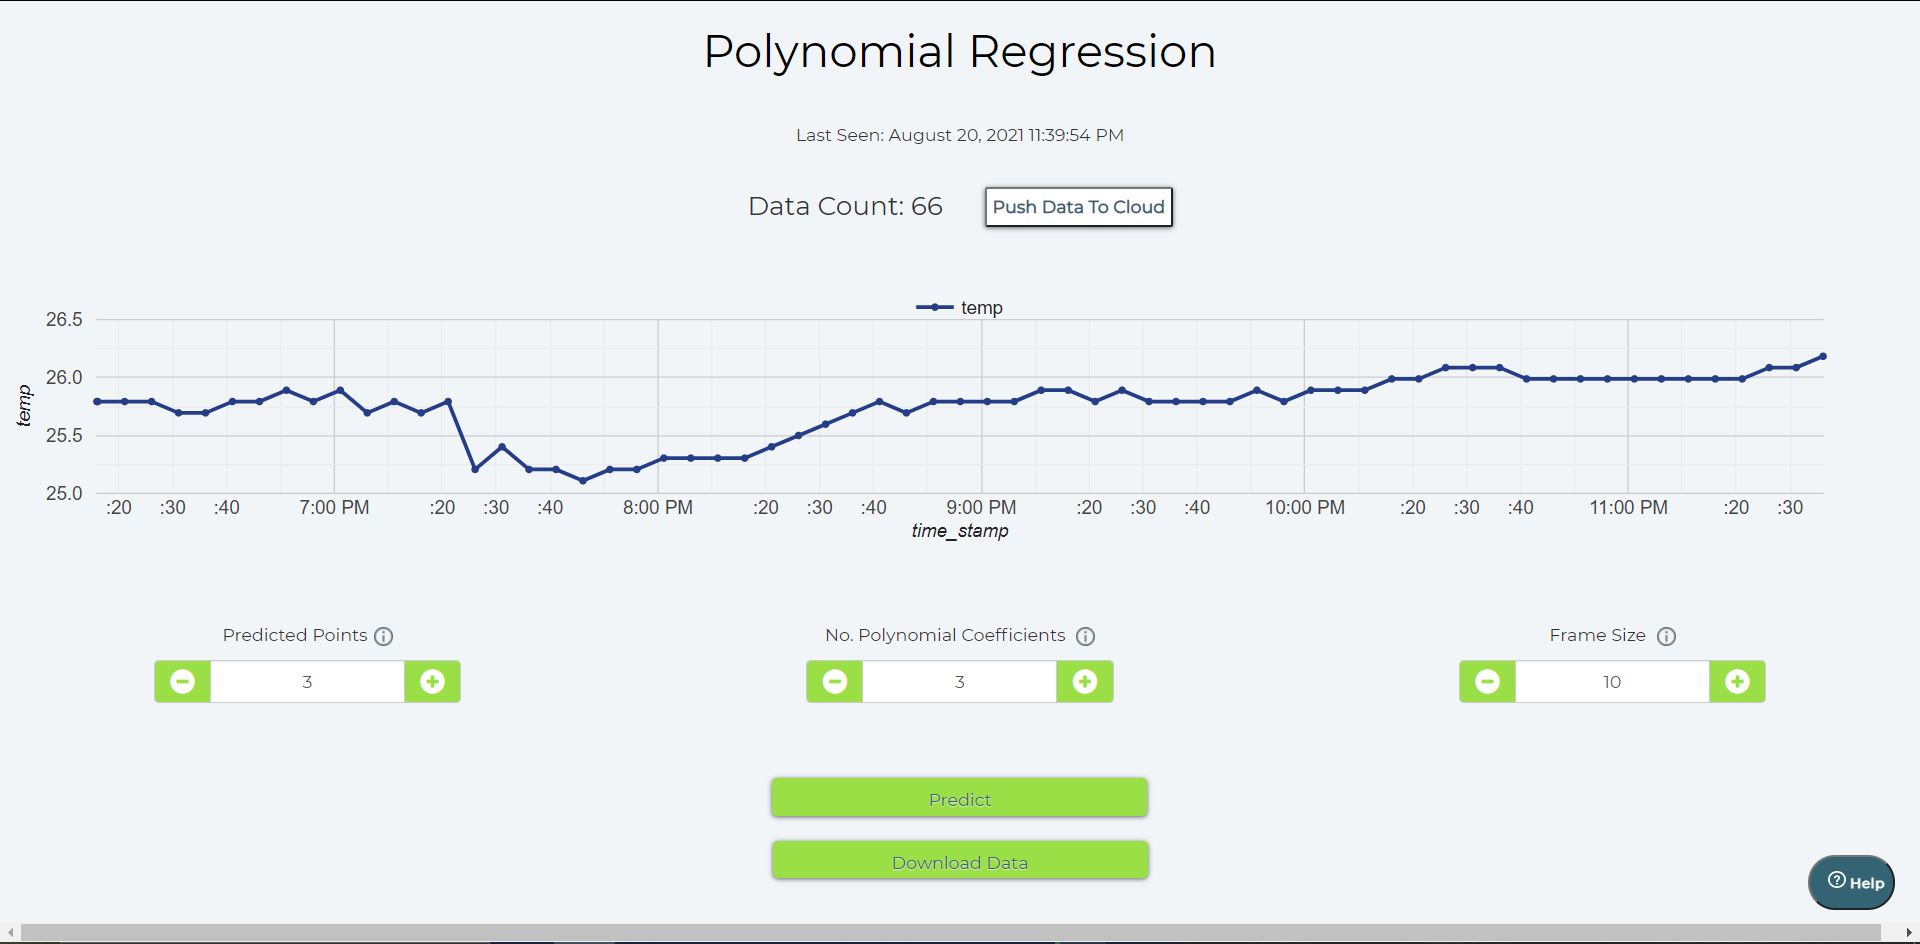 Polynomial Regression
Last Seen: August 20, 2021 11:39:54 PM
Data Count: 66 Push Data To Cloud
temp
26.5
26.0
25.5
25.0
temp
:20 :30 :40 7:00 PM :20 :30 :40 8:00 PM :20 :30 :40 9:00 PM :20 :30 :40 10:00 PM :20 :30 :40 11:00 PM :20 :30
time_stamp
Predicted Points No. Polynomial Coefficients Frame Size
3 3 10
Predict
Download Data
Help